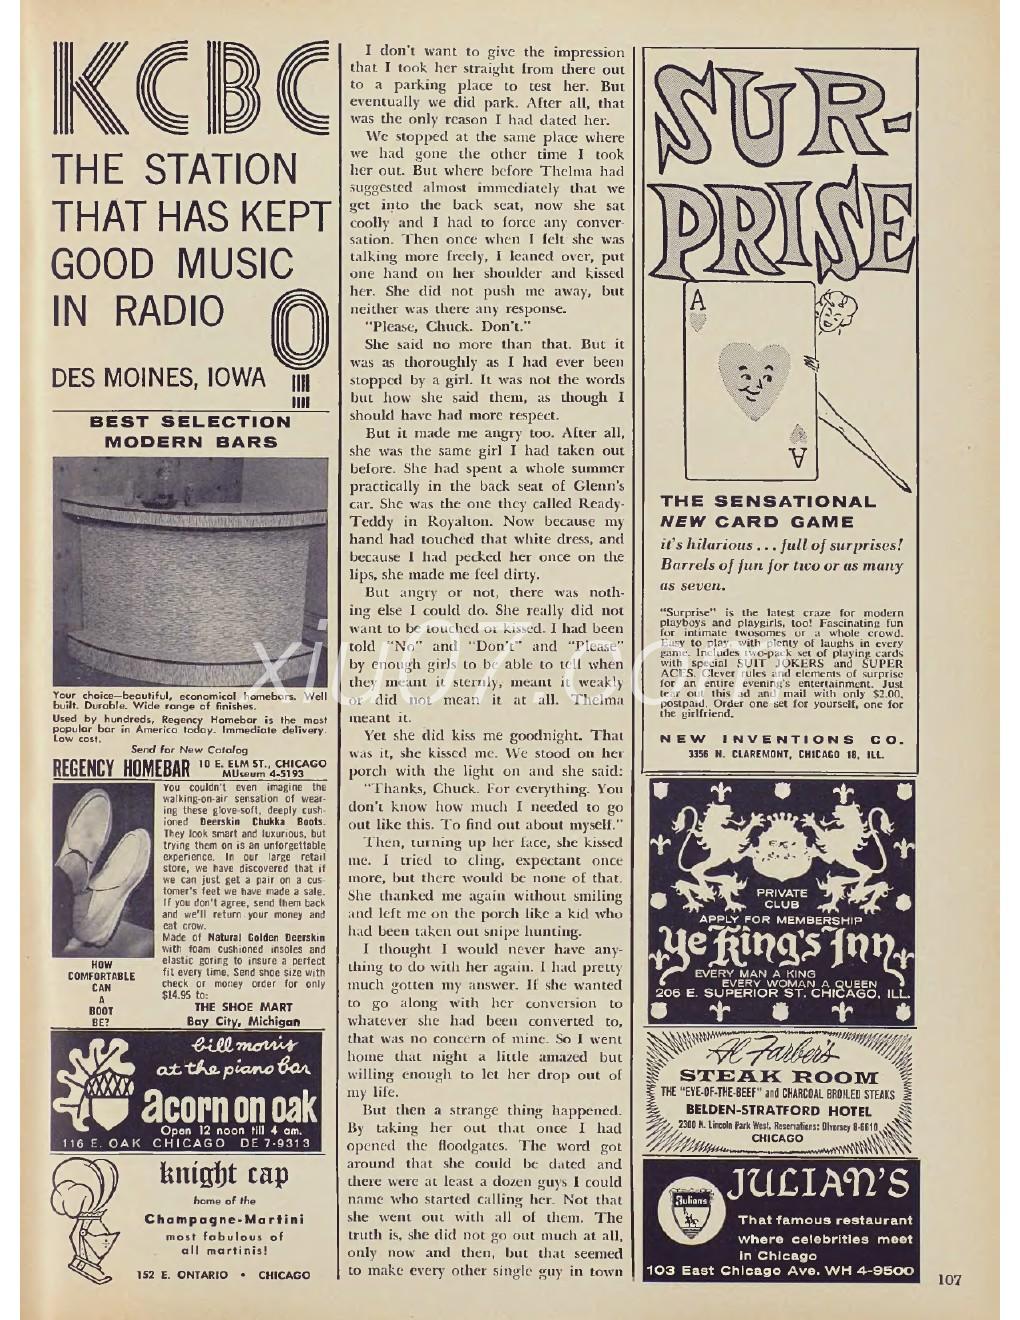 KCBC
THE STATION
THAT HAS KEPT
GOOD MUSIC
IN RADIO
DES MOINES, IOWA
BEST SELECTION
MODERN BARS
Your choice—beautiful, economical homebars. Well
built. Durable. Wide range of finishes.
Used by hundreds, Regency Homebar is the most
popular bar in America today. Immediate delivery.
Low cost.
Send for New Catalog
REGENCY HOMEBAR 10 E. ELM ST., CHICAGO
MUseum 4-5193
You couldn't even imagine the
walking-on-air sensation of wear-
ing these glove-soft, deeply cush-
ioned Deerskin Chukka Boots.
They look smart and luxurious, but
trying them on is an unforgettable
experience. In our large retail
store, we have discovered that if
we can just get a pair on a cus-
tomer's feet we have made a sale.
If you don't agree, send them back
and we'll return your money and
eat crow.
Made of Natural Golden Deerskin
with foam cushioned insoles and
elastic goring to insure a perfect
fit every time. Send shoe size with
check or money order for only
$14.95 to:
THE SHOE MART
Bay City, Michigan
HOW
COMFORTABLE
CAN
A
BOOT
BE?
bill morris
at the piano bar
acorn on oak
Open 12 noon till 4 am.
116 E. OAK CHICAGO DE 7-9313
knight cap
home of the
Champagne-Martini
most fabulous of
all martinis!
152 E. ONTARIO • CHICAGO
I don't want to give the impression
that I took her straight from there out
to a parking place to test her. But
eventually we did park. After all, that
was the only reason I had dated her.
We stopped at the same place where
we had gone the other time I took
her out. But where before Thelma had
suggested almost immediately that we
get into the back seat, now she sat
coolly and I had to force any conver-
sation. Then once when I felt she was
talking more freely, I leaned over, put
one hand on her shoulder and kissed
her. She did not push me away, but
neither was there any response.
"Please, Chuck. Don't."
She said no more than that. But it
was as thoroughly as I had ever been
stopped by a girl. It was not the words
but how she said them, as though I
should have had more respect.
But it made me angry too. After all,
she was the same girl I had taken out
before. She had spent a whole summer
practically in the back seat of Glenn's
car. She was the one they called Ready-
Teddy in Royalton. Now because my
hand had touched that white dress, and
because I had pecked her once on the
lips, she made me feel dirty.
But angry or not, there was noth-
ing else I could do. She really did not
want to be touched or kissed. I had been
told "No" and "Don't" and "Please"
by enough girls to be able to tell when
they meant it sternly, meant it weakly
or did not mean it at all. Thelma
meant it.
Yet she did kiss me goodnight. That
was it, she kissed me. We stood on her
porch with the light on and she said:
"Thanks, Chuck. For everything. You
don't know how much I needed to go
out like this. To find out about myself."
Then, turning up her face, she kissed
me. I tried to cling, expectant once
more, but there would be none of that.
She thanked me again without smiling
and left me on the porch like a kid who
had been taken out snipe hunting.
I thought I would never have any-
thing to do with her again. I had pretty
much gotten my answer. If she wanted
to go along with her conversion to
whatever she had been converted to,
that was no concern of mine. So I went
home that night a little amazed but
willing enough to let her drop out of
my life.
But then a strange thing happened.
By taking her out that once I had
opened the floodgates. The word got
around that she could be dated and
there were at least a dozen guys I could
name who started calling her. Not that
she went out with all of them. The
truth is, she did not go out much at all,
only now and then, but that seemed
to make every other single guy in town
SUR-
PRISE
A
A
THE SENSATIONAL
NEW CARD GAME
it's hilarious . . . full of surprises!
Barrels of fun for two or as many
as seven.
"Surprise" is the latest craze for modern
playboys and playgirls, too! Fascinating fun
for intimate twosomes or a whole crowd.
Easy to play, with plenty of laughs in every
game. Includes two-pack set of playing cards
with special SUIT JOKERS and SUPER
ACES. Clever rules and elements of surprise
for an entire evening's entertainment. Just
tear out this ad and mail with only $2.00,
postpaid. Order one set for yourself, one for
the girlfriend.
NEW INVENTIONS CO.
3356 N. CLAREMONT, CHICAGO 18, ILL.
PRIVATE
CLUB
APPLY FOR MEMBERSHIP
Ye King's Inn
EVERY MAN A KING
EVERY WOMAN A QUEEN
206 E. SUPERIOR ST. CHICAGO, ILL.
Al Farber's
STEAK ROOM
THE "EYE-OF-THE-BEEF" and CHARCOAL BROILED STEAKS
BELDEN-STRATFORD HOTEL
2300 N. Lincoln Park West, Reservations: Diversey 8-6610
CHICAGO
Julians
JULIAN'S
That famous restaurant
where celebrities meet
in Chicago
103 East Chicago Ave. WH 4-9500
107
xiu07.com